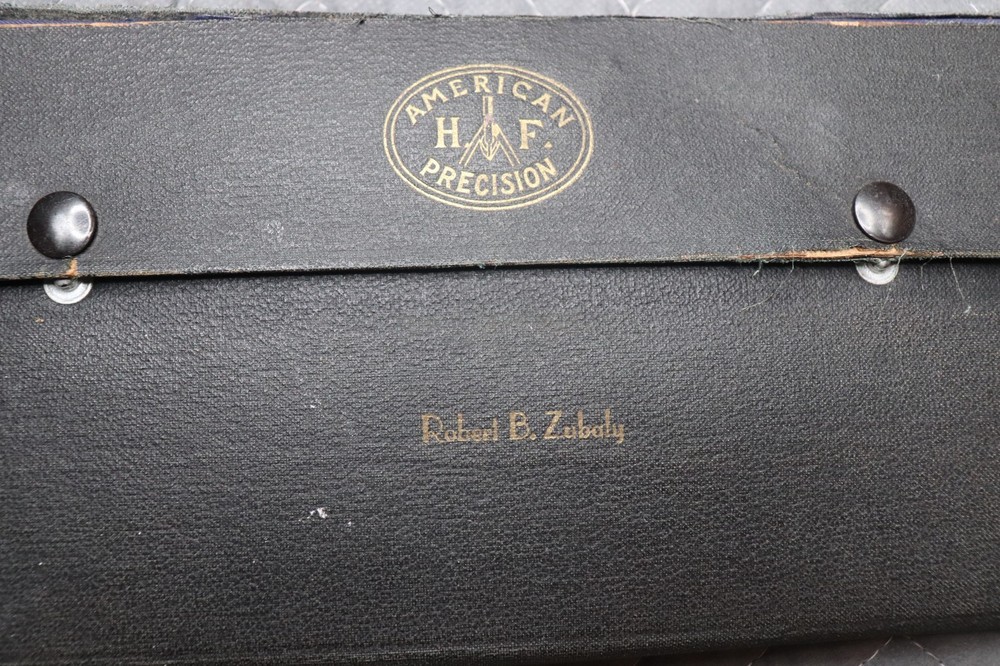 AMERICAN
H. F.
PRECISION
Robert B. Zubaly